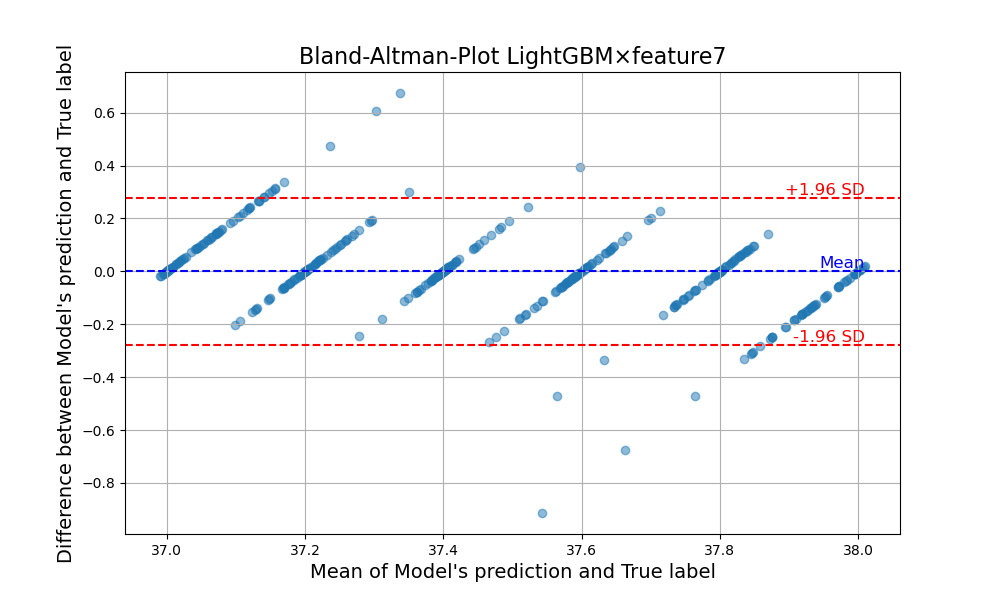 Bland-Altman-Plot LightGBM×feature7
Difference between Model's prediction and True label
0.6
0.4
0.2
0.0
−0.2
−0.4
−0.6
−0.8
+1.96 SD
Mean
-1.96 SD
37.0 37.2 37.4 37.6 37.8 38.0
Mean of Model's prediction and True label